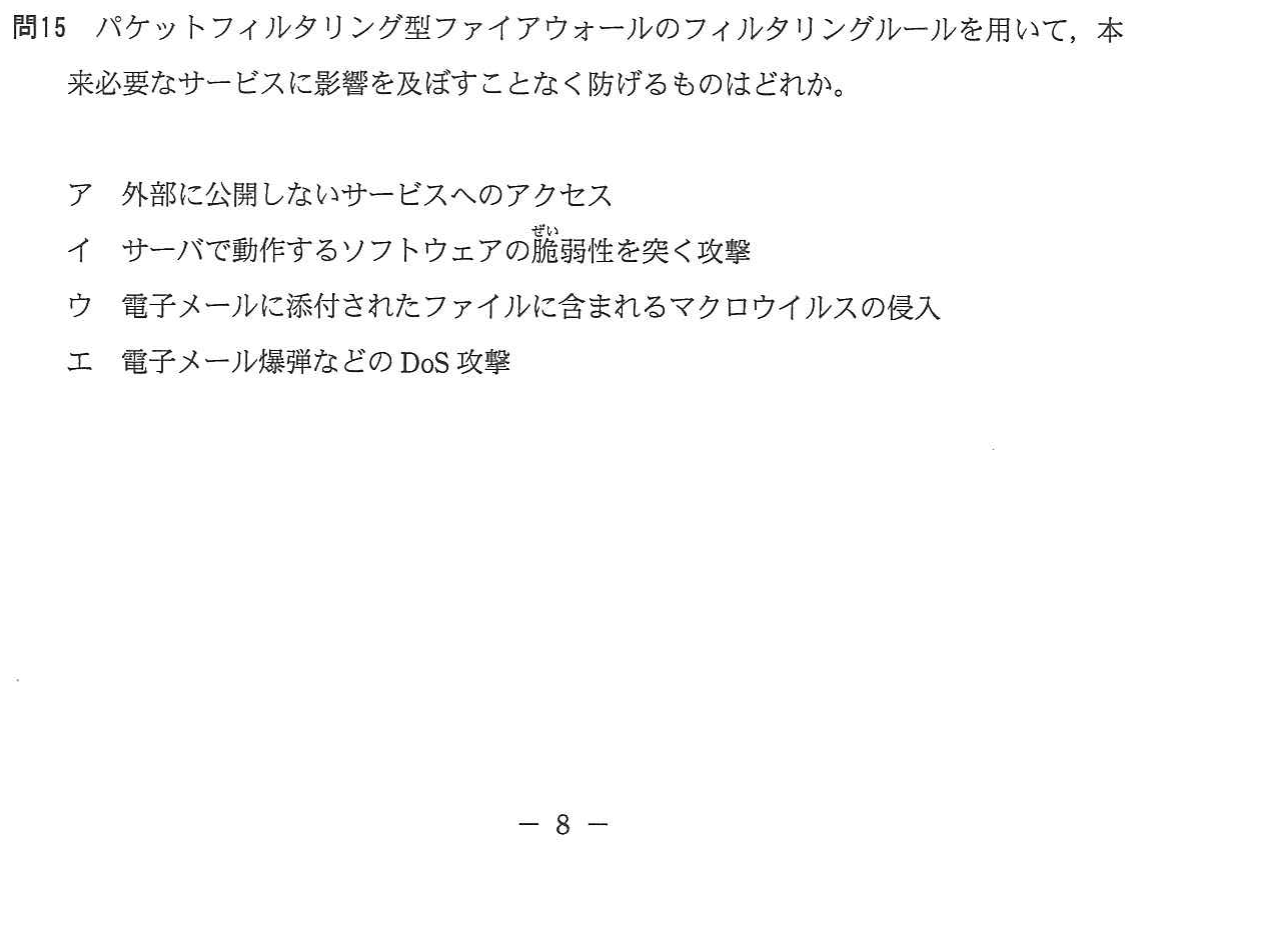 問15 パケットフィルタリング型ファイアウォールのフィルタリングルールを用いて，本
来必要なサービスに影響を及ぼすことなく防げるものはどれか。
ア 外部に公開しないサービスへのアクセス
ぜい
イ サーバで動作するソフトウェアの脆弱性を突く攻撃
ウ 電子メールに添付されたファイルに含まれるマクロウイルスの侵入
エ 電子メール爆弾などの DoS 攻撃
－ 8 －